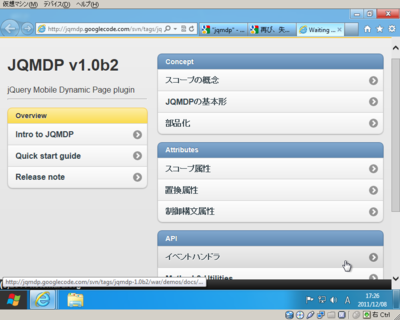 仮想マシン(M) デバイス(D) ヘルプ(H)
http://jqmdp.googlecode.com/svn/tags/jq
"jqmdp" - ...
再び、失...
Waiting ...
JQMDP v1.0b2
jQuery Mobile Dynamic Page plugin
Overview
Intro to JQMDP
Quick start guide
Release note
Concept
スコープの概念
JQMDPの基本形
部品化
Attributes
スコープ属性
置換属性
制御構文属性
API
イベントハンドラ
http://jqmdp.googlecode.com/svn/tags/jqmdp-1.0b2/war/demos/docs/...
A
17:26
2011/12/08
右 Ctrl